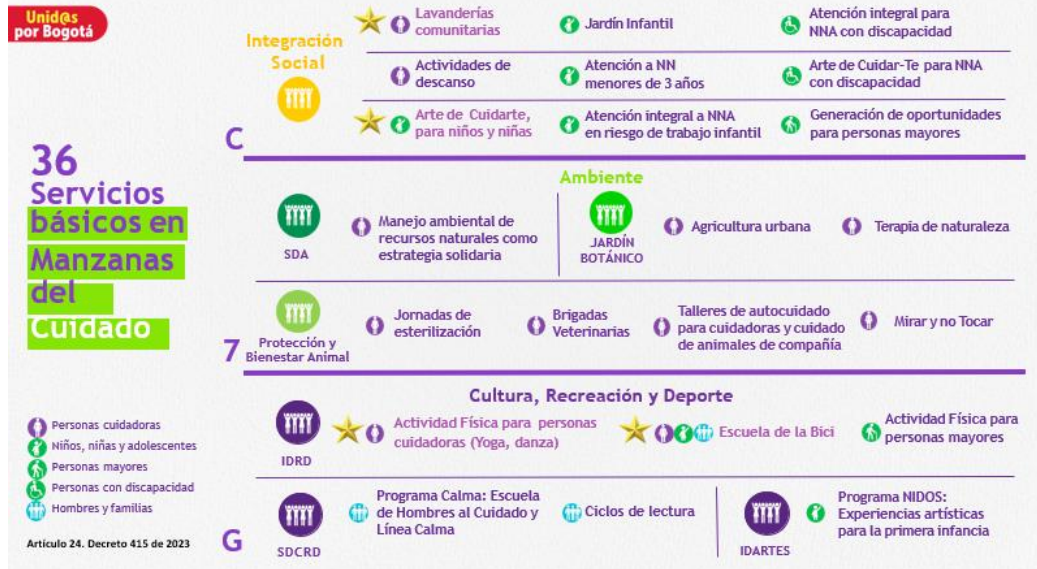 Unid@s
por Bogotá
36
Servicios
básicos en
Manzanas
del
Cuidado
Personas cuidadoras
Niños, niñas y adolescentes
Personas mayores
Personas con discapacidad
Hombres y familias
Artículo 24. Decreto 415 de 2023
Integración
Social
C
Lavanderías
comunitarias
Jardín Infantil
Atención integral para
NNA con discapacidad
Actividades de
descanso
Atención a NN
menores de 3 años
Arte de Cuidar-Te para NNA
con discapacidad
Arte de Cuidarte,
para niños y niñas
Atención integral a NNA
en riesgo de trabajo infantil
Generación de oportunidades
para personas mayores
Ambiente
SDA
Manejo ambiental de
recursos naturales como
estrategia solidaria
JARDÍN
BOTÁNICO
Agricultura urbana
Terapia de naturaleza
7
Protección y
Bienestar Animal
Jornadas de
esterilización
Brigadas
Veterinarias
Talleres de autocuidado
para cuidadoras y cuidado
de animales de compañía
Mirar y no Tocar
Cultura, Recreación y Deporte
IDRD
Actividad Física para personas
cuidadoras (Yoga, danza)
Escuela de la Bici
Actividad Física para
personas mayores
G
SDCRD
Programa Calma: Escuela
de Hombres al Cuidado y
Línea Calma
Ciclos de lectura
IDARTES
Programa NIDOS:
Experiencias artísticas
para la primera infancia